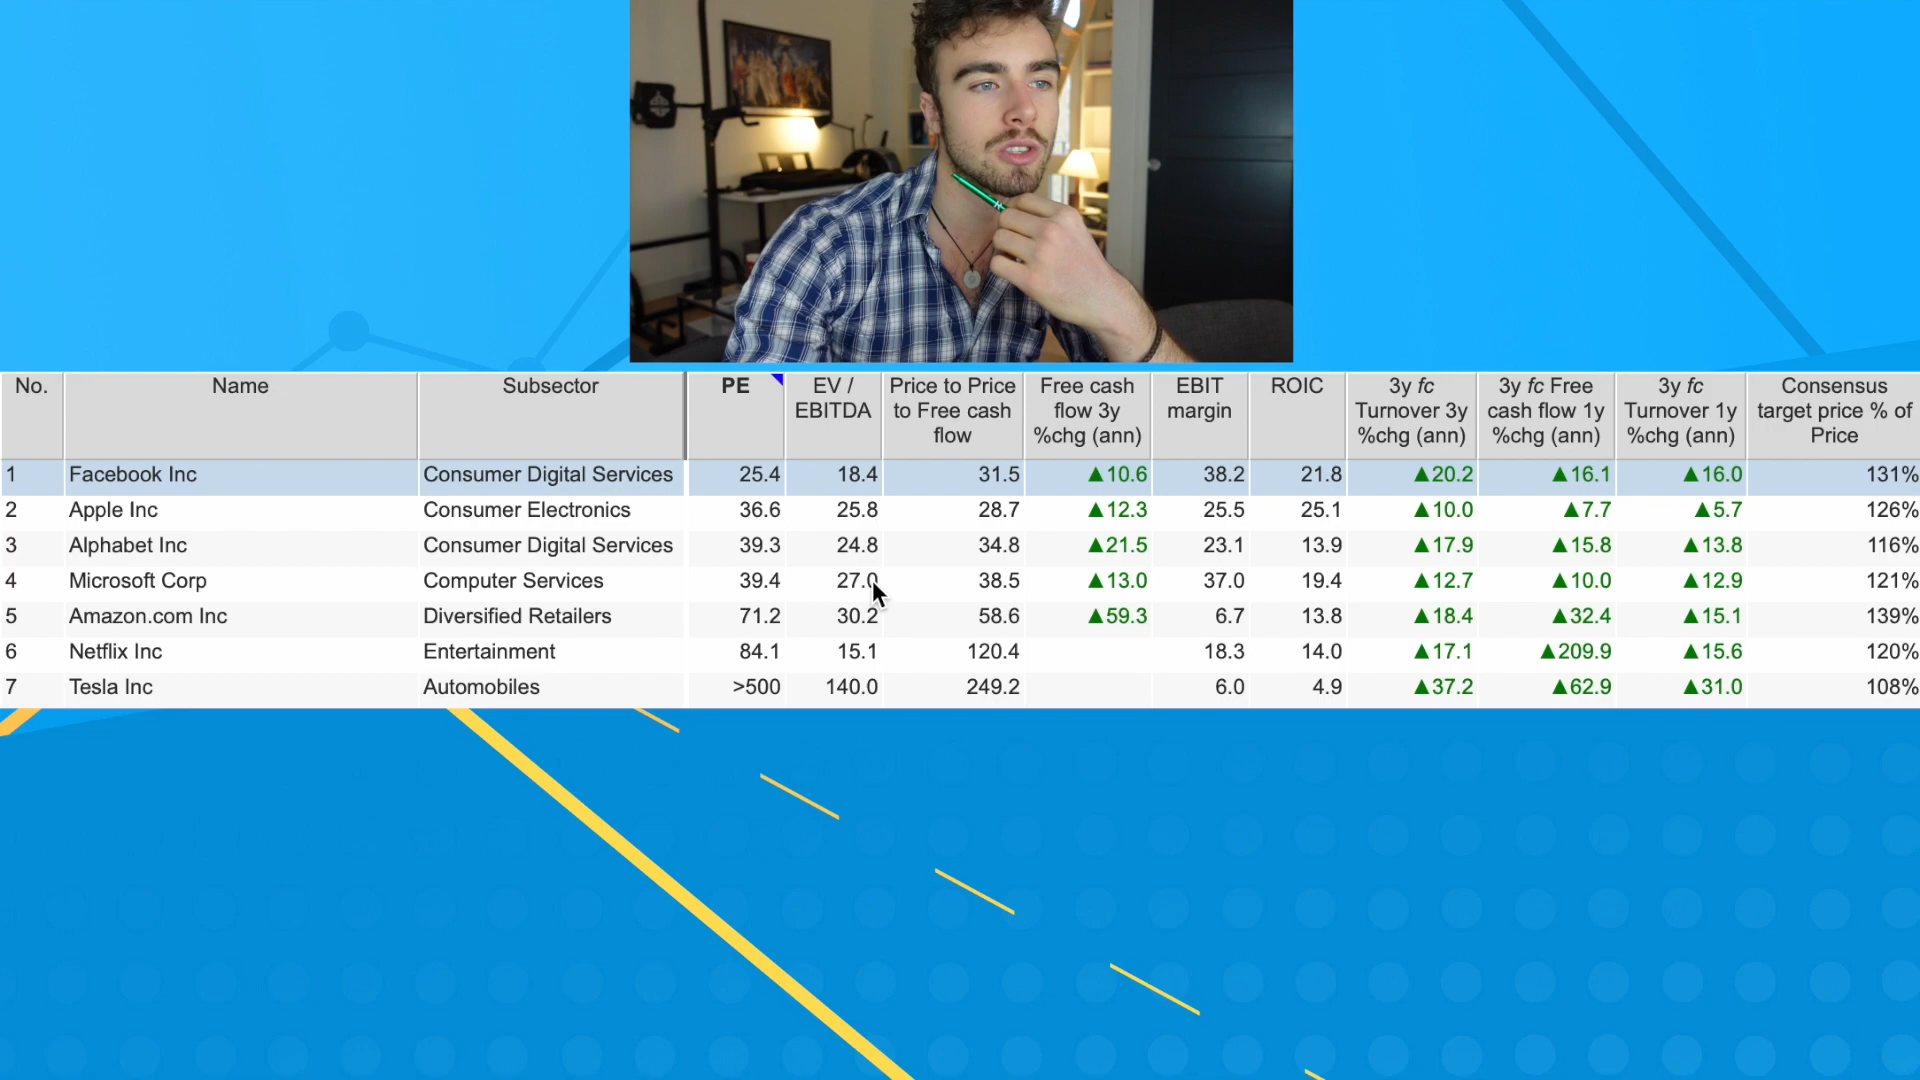 No. Name Subsector PE EV / EBITDA Price to Price to Free cash flow Free cash flow 3y %chg (ann) EBIT margin ROIC 3y fc Turnover 3y %chg (ann) 3y fc Free cash flow 1y %chg (ann) 3y fc Turnover 1y %chg (ann) Consensus target price % of Price
1 Facebook Inc Consumer Digital Services 25.4 18.4 31.5 ▲10.6 38.2 21.8 ▲20.2 ▲16.1 ▲16.0 131%
2 Apple Inc Consumer Electronics 36.6 25.8 28.7 ▲12.3 25.5 25.1 ▲10.0 ▲7.7 ▲5.7 126%
3 Alphabet Inc Consumer Digital Services 39.3 24.8 34.8 ▲21.5 23.1 13.9 ▲17.9 ▲15.8 ▲13.8 116%
4 Microsoft Corp Computer Services 39.4 27.0 38.5 ▲13.0 37.0 19.4 ▲12.7 ▲10.0 ▲12.9 121%
5 Amazon.com Inc Diversified Retailers 71.2 30.2 58.6 ▲59.3 6.7 13.8 ▲18.4 ▲32.4 ▲15.1 139%
6 Netflix Inc Entertainment 84.1 15.1 120.4 18.3 14.0 ▲17.1 ▲209.9 ▲15.6 120%
7 Tesla Inc Automobiles >500 140.0 249.2 6.0 4.9 ▲37.2 ▲62.9 ▲31.0 108%